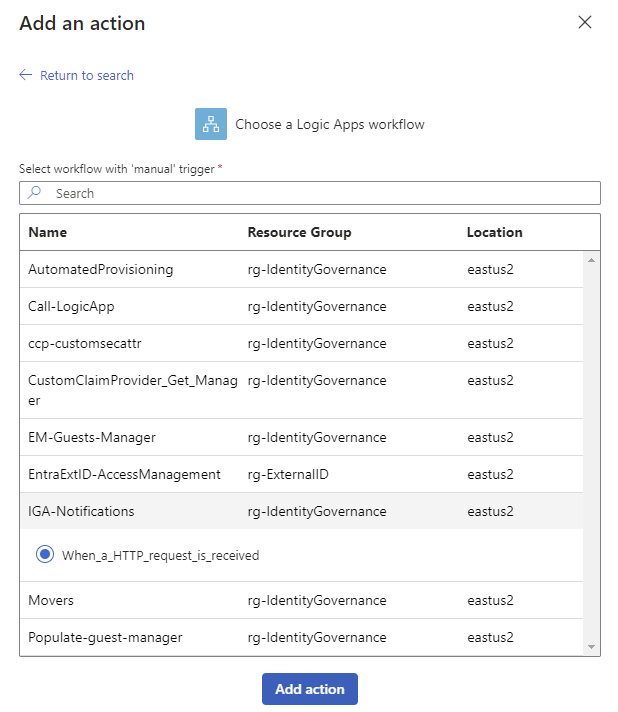 Add an action
Return to search
Choose a Logic Apps workflow
Select workflow with 'manual' trigger *
Search
Name Resource Group Location
AutomatedProvisioning rg-IdentityGovernance eastus2
Call-LogicApp rg-IdentityGovernance eastus2
ccp-customsecattr rg-IdentityGovernance eastus2
CustomClaimProvider_Get_Manag rg-IdentityGovernance eastus2
er
EM-Guests-Manager rg-IdentityGovernance eastus2
EntraExtID-AccessManagement rg-ExternalID eastus2
IGA-Notifications rg-IdentityGovernance eastus2
When_a_HTTP_request_is_received
Movers rg-IdentityGovernance eastus2
Populate-guest-manager rg-IdentityGovernance eastus2
Add action